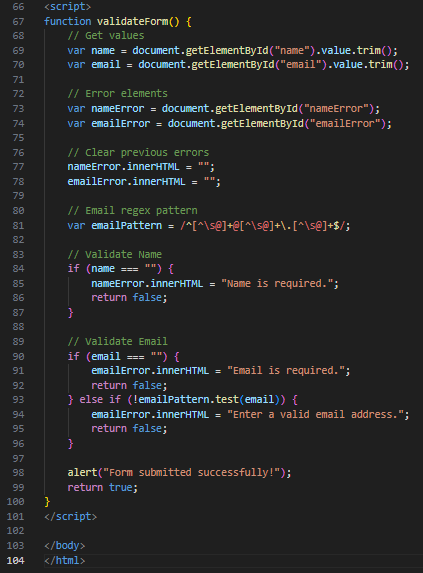 66 <script>
67 function validateForm() {
68 // Get values
69 var name = document.getElementById("name").value.trim();
70 var email = document.getElementById("email").value.trim();
71
72 // Error elements
73 var nameError = document.getElementById("nameError");
74 var emailError = document.getElementById("emailError");
75
76 // Clear previous errors
77 nameError.innerHTML = "";
78 emailError.innerHTML = "";
79
80 // Email regex pattern
81 var emailPattern = /^[^\s@]+@[^\s@]+\.[^\s@]+$/;
82
83 // Validate Name
84 if (name === "") {
85 nameError.innerHTML = "Name is required.";
86 return false;
87 }
88
89 // Validate Email
90 if (email === "") {
91 emailError.innerHTML = "Email is required.";
92 return false;
93 } else if (!emailPattern.test(email)) {
94 emailError.innerHTML = "Enter a valid email address.";
95 return false;
96 }
97
98 alert("Form submitted successfully!");
99 return true;
100 }
101 </script>
102
103 </body>
104 </html>